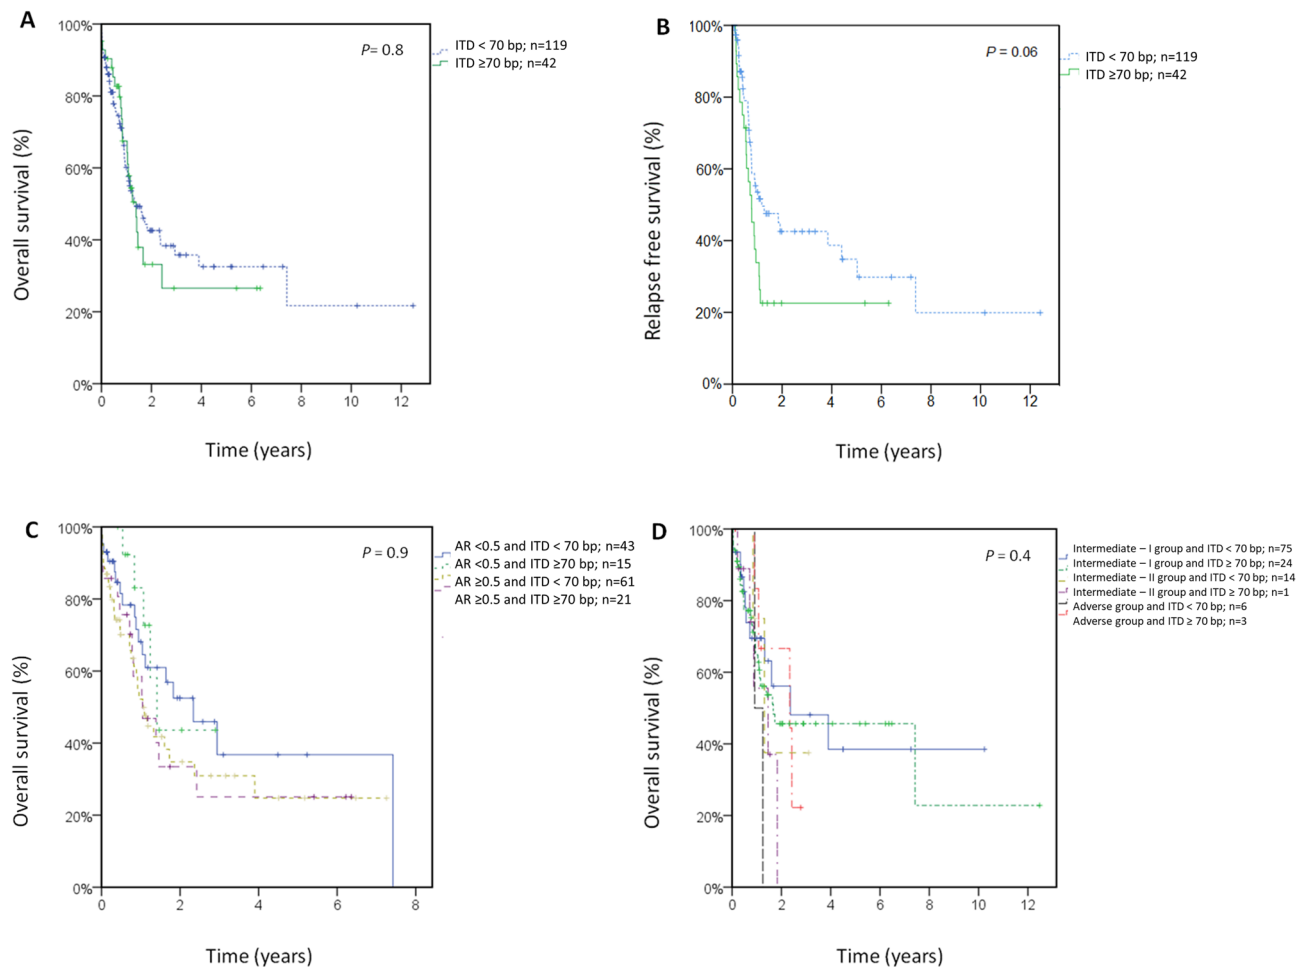 A
100%
80%
60%
40%
20%
0%
Overall survival (%)
P= 0.8
ITD < 70 bp; n=119
ITD ≥70 bp; n=42
0 2 4 6 8 10 12
Time (years)
B
100%
80%
60%
40%
20%
0%
Relapse free survival (%)
P = 0.06
ITD < 70 bp; n=119
ITD ≥70 bp; n=42
0 2 4 6 8 10 12
Time (years)
C
100%
80%
60%
40%
20%
0%
Overall survival (%)
P = 0.9
AR <0.5 and ITD < 70 bp; n=43
AR <0.5 and ITD ≥70 bp; n=15
AR ≥0.5 and ITD < 70 bp; n=61
AR ≥0.5 and ITD ≥70 bp; n=21
0 2 4 6 8
Time (years)
D
100%
80%
60%
40%
20%
0%
Overall survival (%)
P = 0.4
Intermediate – I group and ITD < 70 bp; n=75
Intermediate – I group and ITD ≥ 70 bp; n=24
Intermediate – II group and ITD < 70 bp; n=14
Intermediate – II group and ITD ≥ 70 bp; n=1
Adverse group and ITD < 70 bp; n=6
Adverse group and ITD ≥ 70 bp; n=3
0 2 4 6 8 10 12
Time (years)